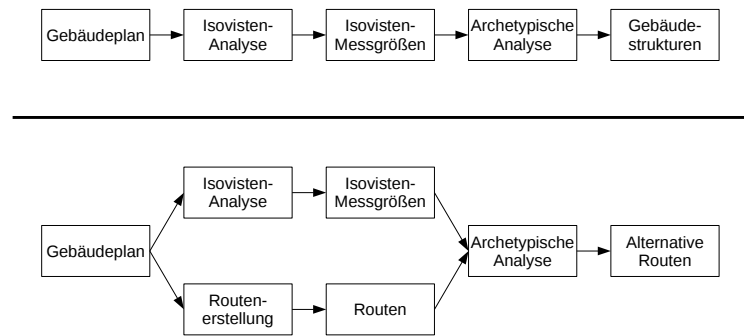 Gebäudeplan
Isovisten-
Analyse
Isovisten-
Messgrößen
Archetypische
Analyse
Gebäude-
strukturen
Gebäudeplan
Isovisten-
Analyse
Isovisten-
Messgrößen
Routen-
erstellung
Routen
Archetypische
Analyse
Alternative
Routen